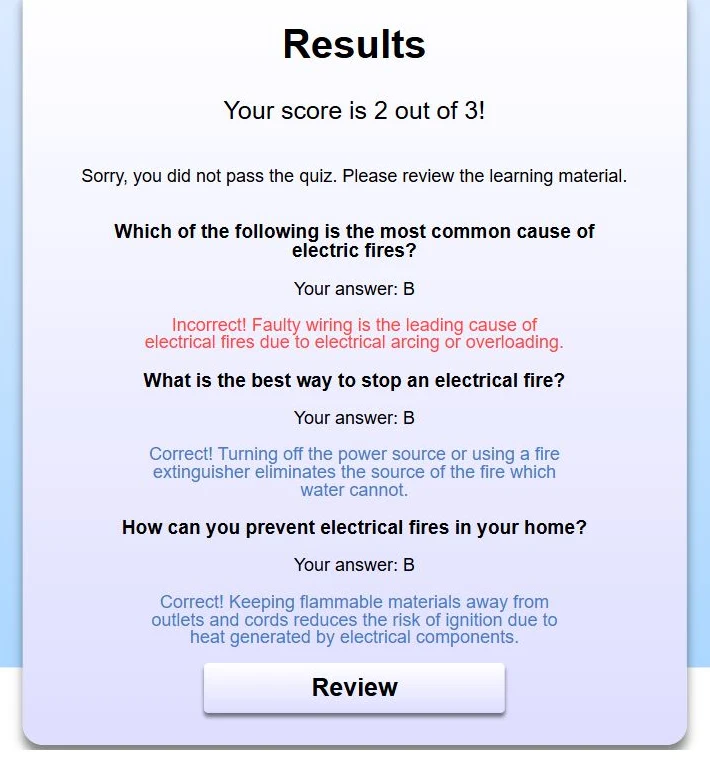 Results
Your score is 2 out of 3!
Sorry, you did not pass the quiz. Please review the learning material.
Which of the following is the most common cause of
electric fires?
Your answer: B
Incorrect! Faulty wiring is the leading cause of
electrical fires due to electrical arcing or overloading.
What is the best way to stop an electrical fire?
Your answer: B
Correct! Turning off the power source or using a fire
extinguisher eliminates the source of the fire which
water cannot.
How can you prevent electrical fires in your home?
Your answer: B
Correct! Keeping flammable materials away from
outlets and cords reduces the risk of ignition due to
heat generated by electrical components.
Review